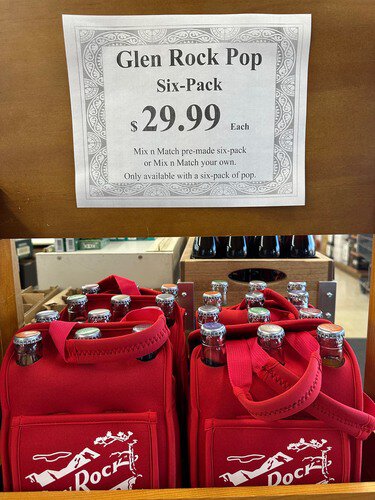 Glen Rock Pop
Six-Pack
$ 29.99 Each
Mix n Match pre-made six-pack
or Mix n Match your own.
Only available with a six-pack of pop.
Rock
Rock